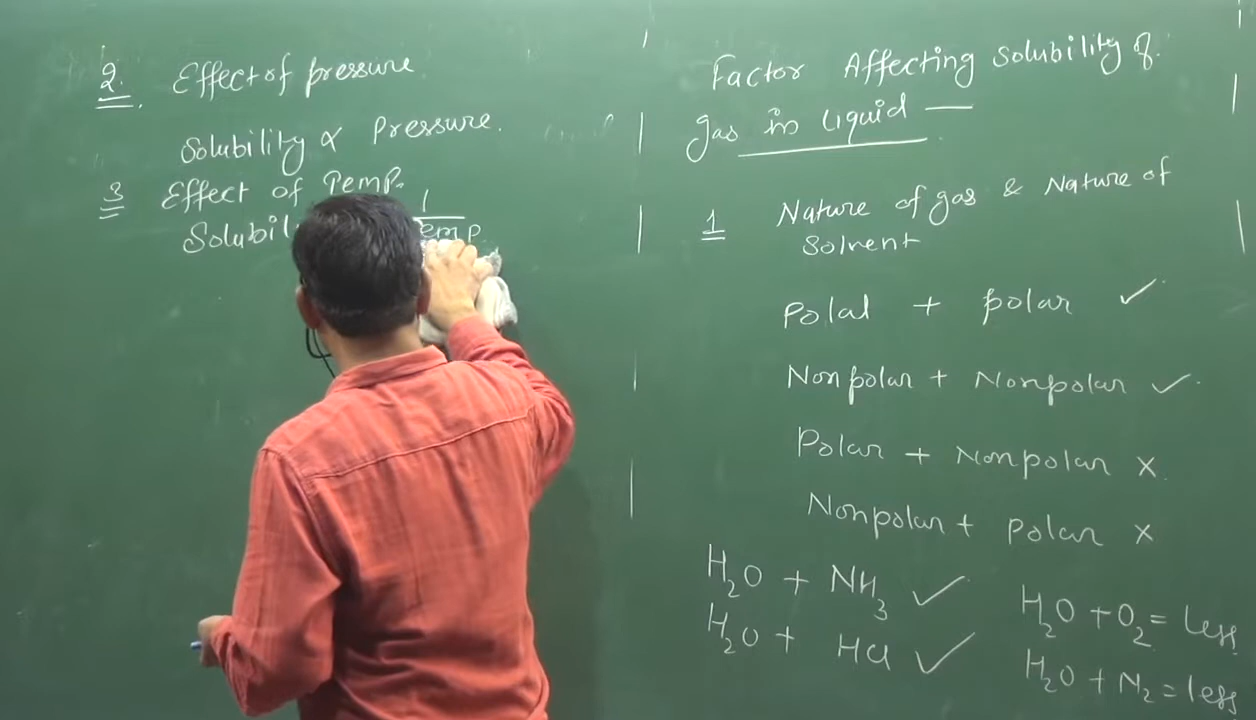 2. Effect of pressure
Solubility ∝ Pressure.
3 Effect of Temp.
Solubili
1
emp
Factor Affecting Solubility of
gas in Liquid —
1 Nature of gas & Nature of
Solvent
Polal + polar ✓
Nonpolar + Nonpolar ✓
Polar + Nonpolar ×
Nonpolar + polar ×
H₂O + NH₃ ✓
H₂O + HCl ✓
H₂O + O₂ = Less
H₂O + N₂ = less